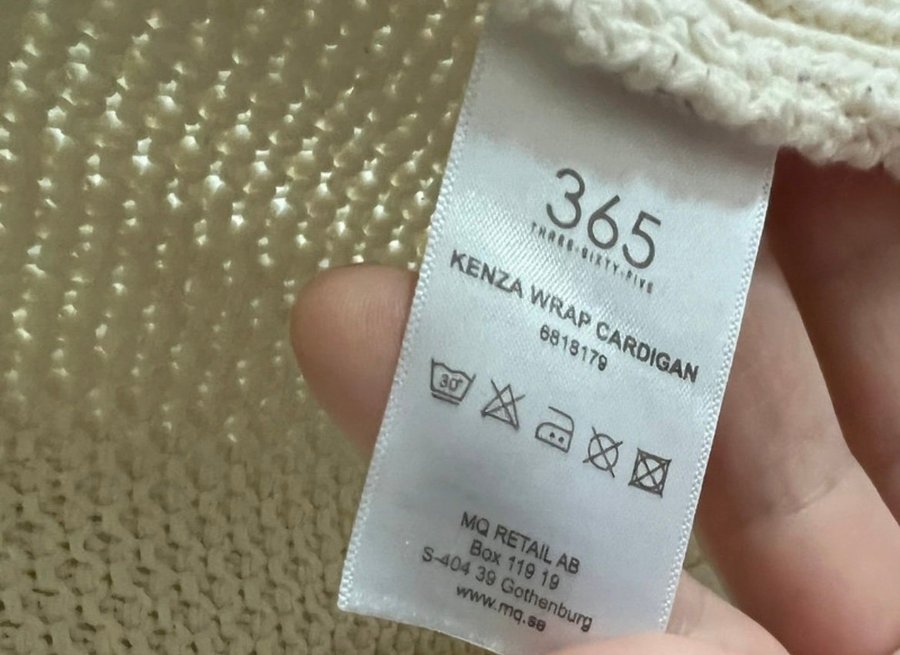 365
THREE·SIXTY·FIVE
KENZA WRAP CARDIGAN
6818179
30°
MQ RETAIL AB
Box 119 19
S-404 39 Gothenburg
www.mq.se